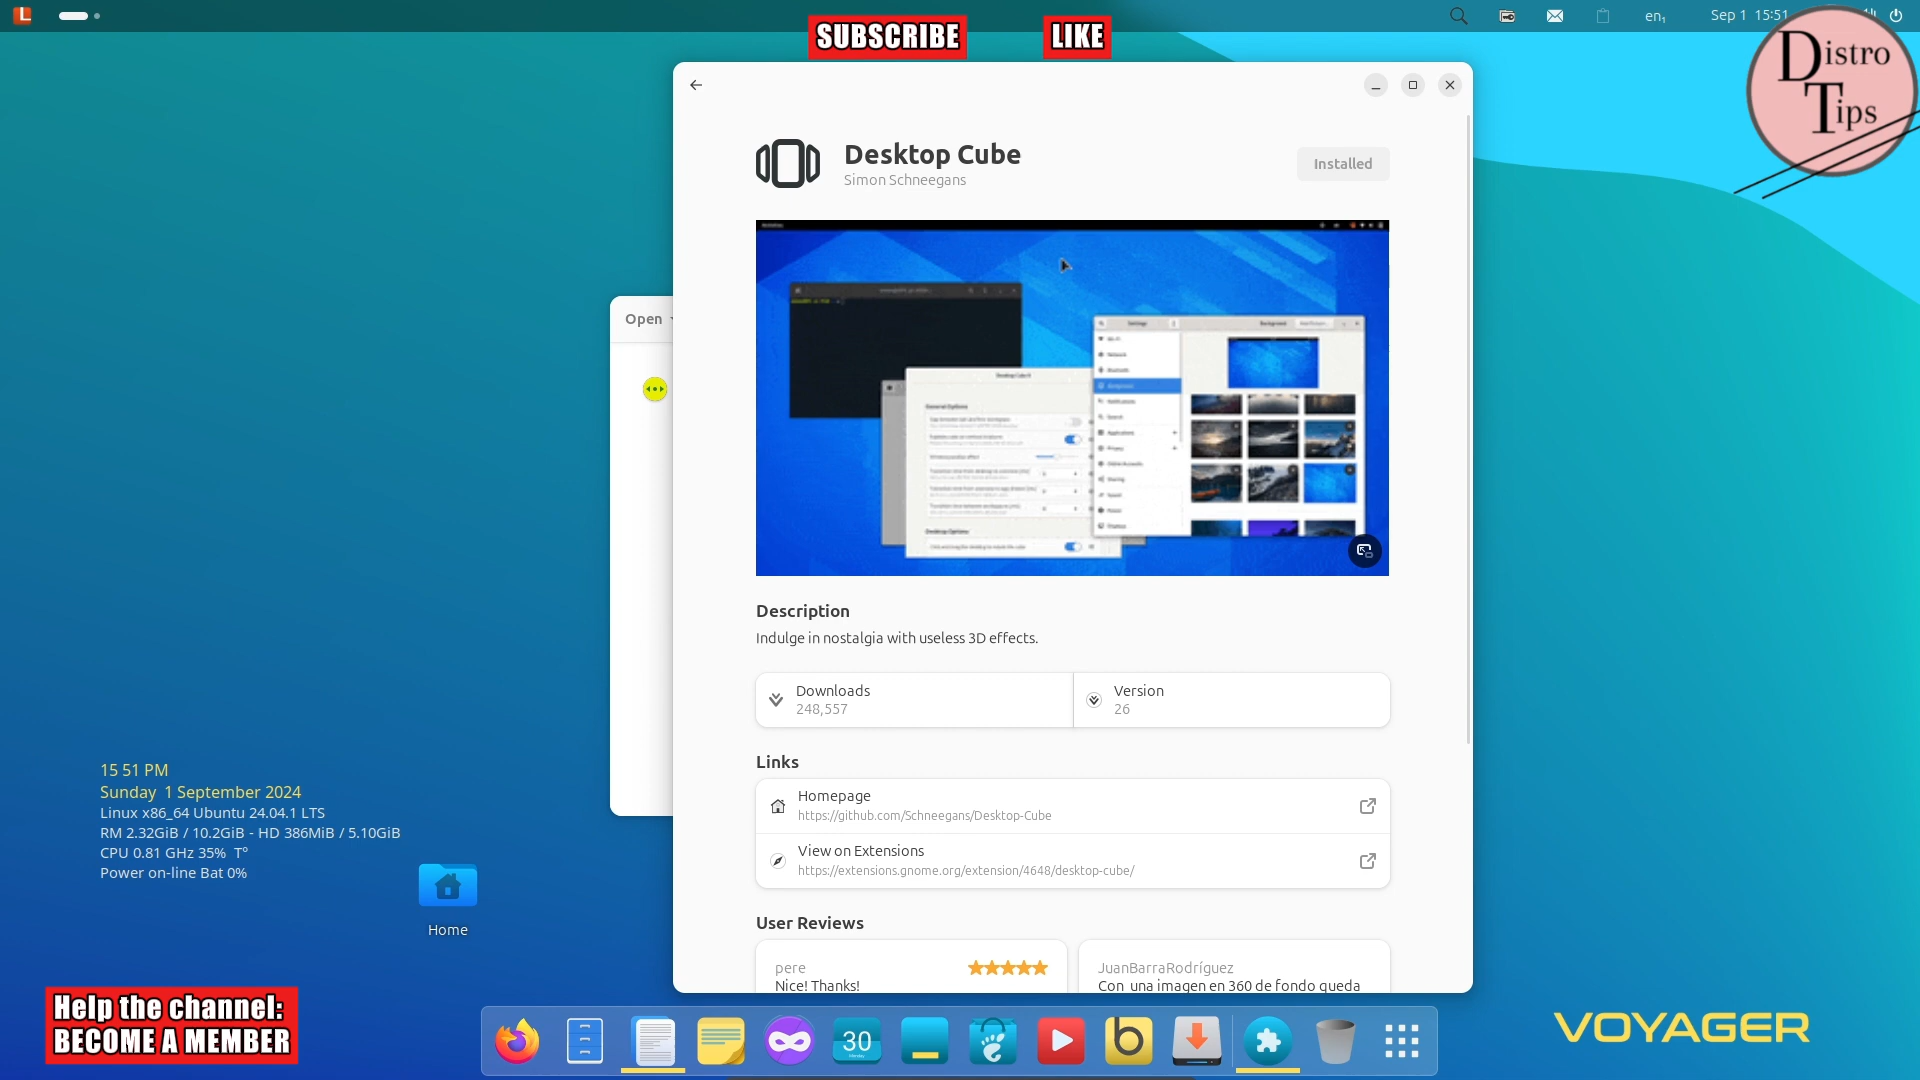 L
en₁
Sep 1 15:51
SUBSCRIBE
LIKE
Distro
Tips
Desktop Cube
Simon Schneegans
Installed
Open
Description
Indulge in nostalgia with useless 3D effects.
Downloads
248,557
Version
26
Links
Homepage
https://github.com/Schneegans/Desktop-Cube
View on Extensions
https://extensions.gnome.org/extension/4648/desktop-cube/
User Reviews
pere
Nice! Thanks!
JuanBarraRodríguez
Con una imagen en 360 de fondo queda
15 51 PM
Sunday 1 September 2024
Linux x86_64 Ubuntu 24.04.1 LTS
RM 2.32GiB / 10.2GiB - HD 386MiB / 5.10GiB
CPU 0.81 GHz 35% T°
Power on-line Bat 0%
Home
Help the channel:
BECOME A MEMBER
30
Monday
b
VOYAGER